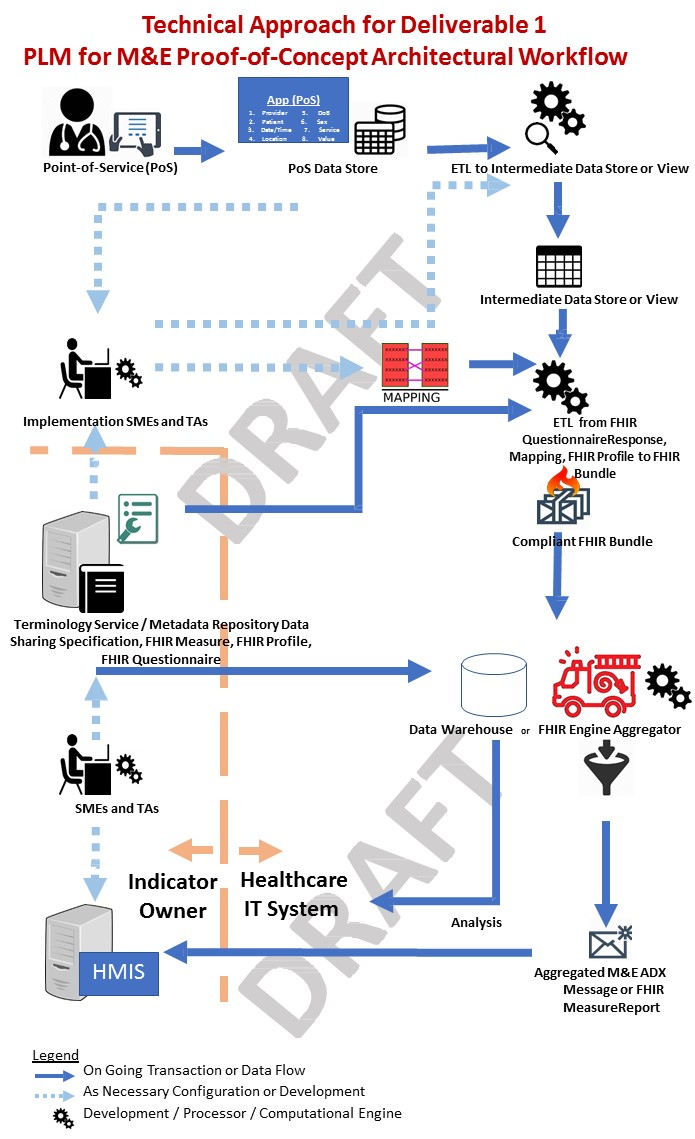 Technical Approach for Deliverable 1
PLM for M&E Proof-of-Concept Architectural Workflow
App (PoS)
1. Provider 5. DoB
2. Patient 6. Sex
3. Date/Time 7. Service
4. Location 8. Value
Point-of-Service (PoS)
PoS Data Store
ETL to Intermediate Data Store or View
Intermediate Data Store or View
MAPPING
Implementation SMEs and TAs
ETL from FHIR
QuestionnaireResponse,
Mapping, FHIR Profile to FHIR
Bundle
Compliant FHIR Bundle
Terminology Service / Metadata Repository Data
Sharing Specification, FHIR Measure, FHIR Profile,
FHIR Questionnaire
Data Warehouse or FHIR Engine Aggregator
SMEs and TAs
Indicator
Owner
Healthcare
IT System
Analysis
HMIS
Aggregated M&E ADX
Message or FHIR
MeasureReport
DRAFT
DRAFT
Legend
On Going Transaction or Data Flow
As Necessary Configuration or Development
Development / Processor / Computational Engine